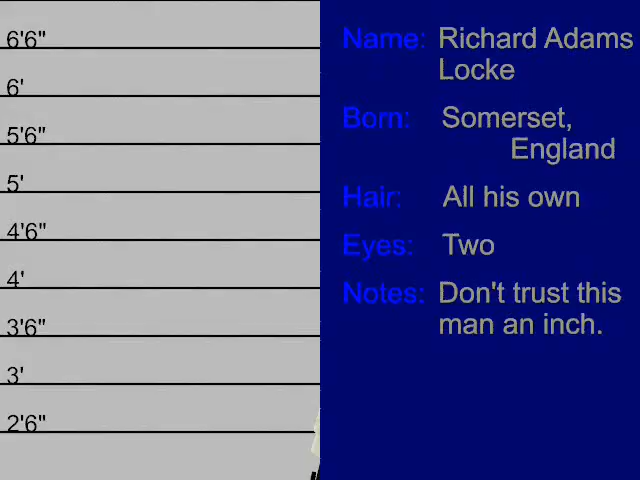 6'6"
6'
5'6"
5'
4'6"
4'
3'6"
3'
2'6"
Name: Richard Adams
Locke
Born: Somerset,
England
Hair: All his own
Eyes: Two
Notes: Don't trust this
man an inch.